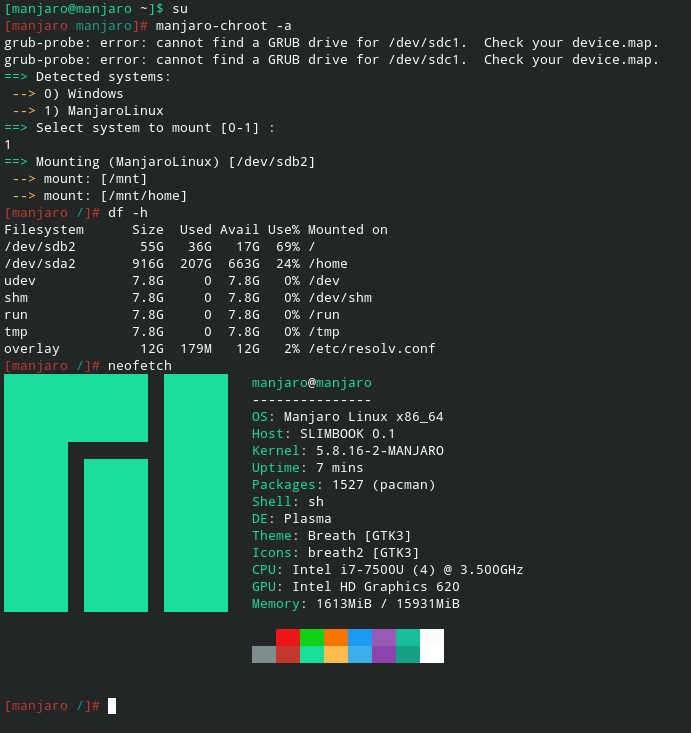 [manjaro@manjaro ~]$ su
[manjaro manjaro]# manjaro-chroot -a
grub-probe: error: cannot find a GRUB drive for /dev/sdc1.  Check your device.map.
grub-probe: error: cannot find a GRUB drive for /dev/sdc1.  Check your device.map.
==> Detected systems:
 --> 0) Windows
 --> 1) ManjaroLinux
==> Select system to mount [0-1] :
1
==> Mounting (ManjaroLinux) [/dev/sdb2]
 --> mount: [/mnt]
 --> mount: [/mnt/home]
[manjaro /]# df -h
Filesystem      Size  Used Avail Use% Mounted on
/dev/sdb2        55G   36G   17G  69% /
/dev/sda2       916G  207G  663G  24% /home
udev            7.8G     0  7.8G   0% /dev
shm             7.8G     0  7.8G   0% /dev/shm
run             7.8G     0  7.8G   0% /run
tmp             7.8G     0  7.8G   0% /tmp
overlay          12G  179M   12G   2% /etc/resolv.conf
[manjaro /]# neofetch
manjaro@manjaro
---------------
OS: Manjaro Linux x86_64
Host: SLIMBOOK 0.1
Kernel: 5.8.16-2-MANJARO
Uptime: 7 mins
Packages: 1527 (pacman)
Shell: sh
DE: Plasma
Theme: Breath [GTK3]
Icons: breath2 [GTK3]
CPU: Intel i7-7500U (4) @ 3.500GHz
GPU: Intel HD Graphics 620
Memory: 1613MiB / 15931MiB
[manjaro /]#